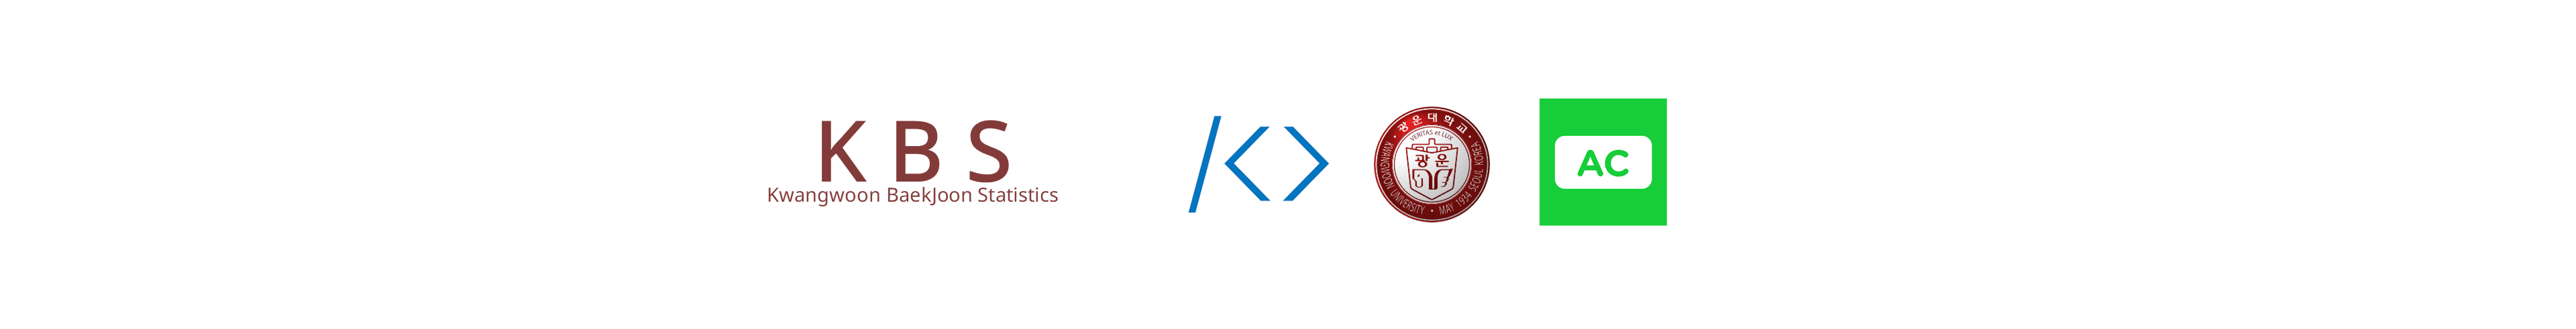 K B S
Kwangwoon BaekJoon Statistics
광운대학교
VERITAS et LUX
광운
KWANGWOON UNIVERSITY • MAY 1934 SEOUL KOREA
AC